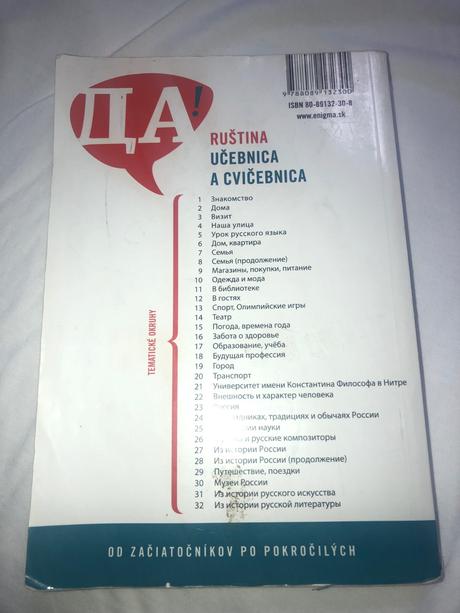 ДА!
9 788089 132300
ISBN 80-89132-30-8
www.enigma.sk
RUŠTINA
UČEBNICA
A CVIČEBNICA
TEMATICKÉ OKRUHY
1 Знакомство
2 Дома
3 Визит
4 Наша улица
5 Урок русского языка
6 Дом, квартира
7 Семья
8 Семья (продолжение)
9 Магазины, покупки, питание
10 Одежда и мода
11 В библиотеке
12 В гостях
13 Спорт, Олимпийские игры
14 Театр
15 Погода, времена года
16 Забота о здоровье
17 Образование, учёба
18 Будущая профессия
19 Город
20 Транспорт
21 Университет имени Константина Философа в Нитре
22 Внешность и характер человека
23
24 традициях и обычаях России
25 науки
26 и русские композиторы
27 Из истории России
28 Из истории России (продолжение)
29 Путешествие, поездки
30 Музеи России
31 Из истории русского искусства
32 Из истории русской литературы
OD ZAČIATOČNÍKOV PO POKROČILÝCH